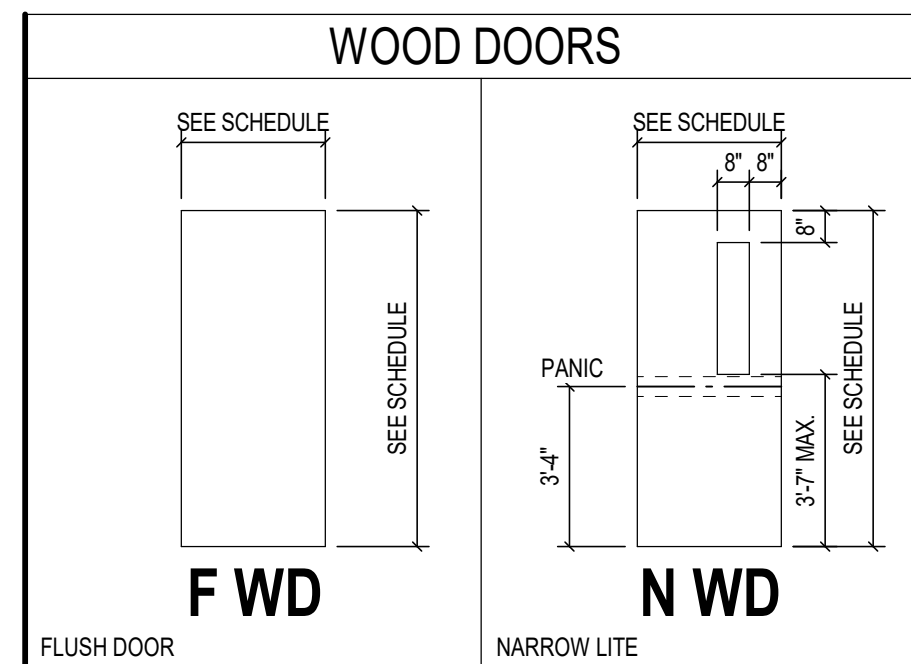 WOOD DOORS
SEE SCHEDULE
SEE SCHEDULE
F WD
FLUSH DOOR
SEE SCHEDULE
8" 8"
8"
SEE SCHEDULE
PANIC
3'-4"
3'-7" MAX.
N WD
NARROW LITE